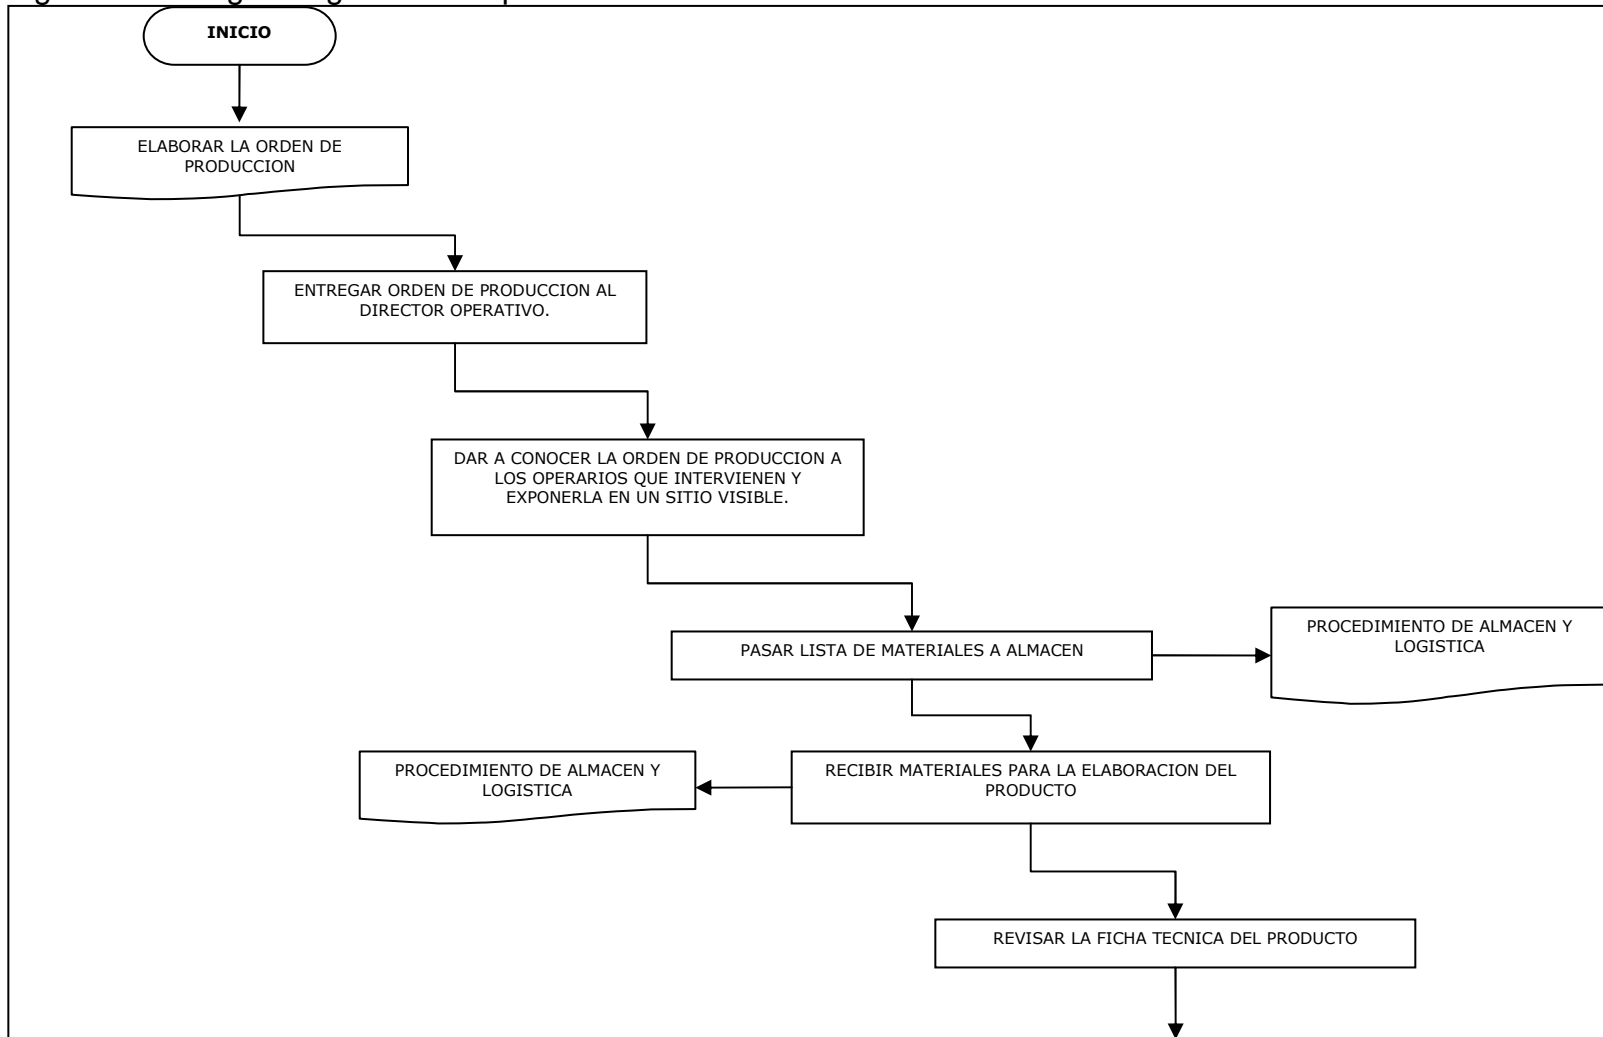 INICIO
ELABORAR LA ORDEN DE
PRODUCCION
ENTREGAR ORDEN DE PRODUCCION AL
DIRECTOR OPERATIVO.
DAR A CONOCER LA ORDEN DE PRODUCCION A
LOS OPERARIOS QUE INTERVIENEN Y
EXPONERLA EN UN SITIO VISIBLE.
PASAR LISTA DE MATERIALES A ALMACEN
PROCEDIMIENTO DE ALMACEN Y
LOGISTICA
PROCEDIMIENTO DE ALMACEN Y
LOGISTICA
RECIBIR MATERIALES PARA LA ELABORACION DEL
PRODUCTO
REVISAR LA FICHA TECNICA DEL PRODUCTO